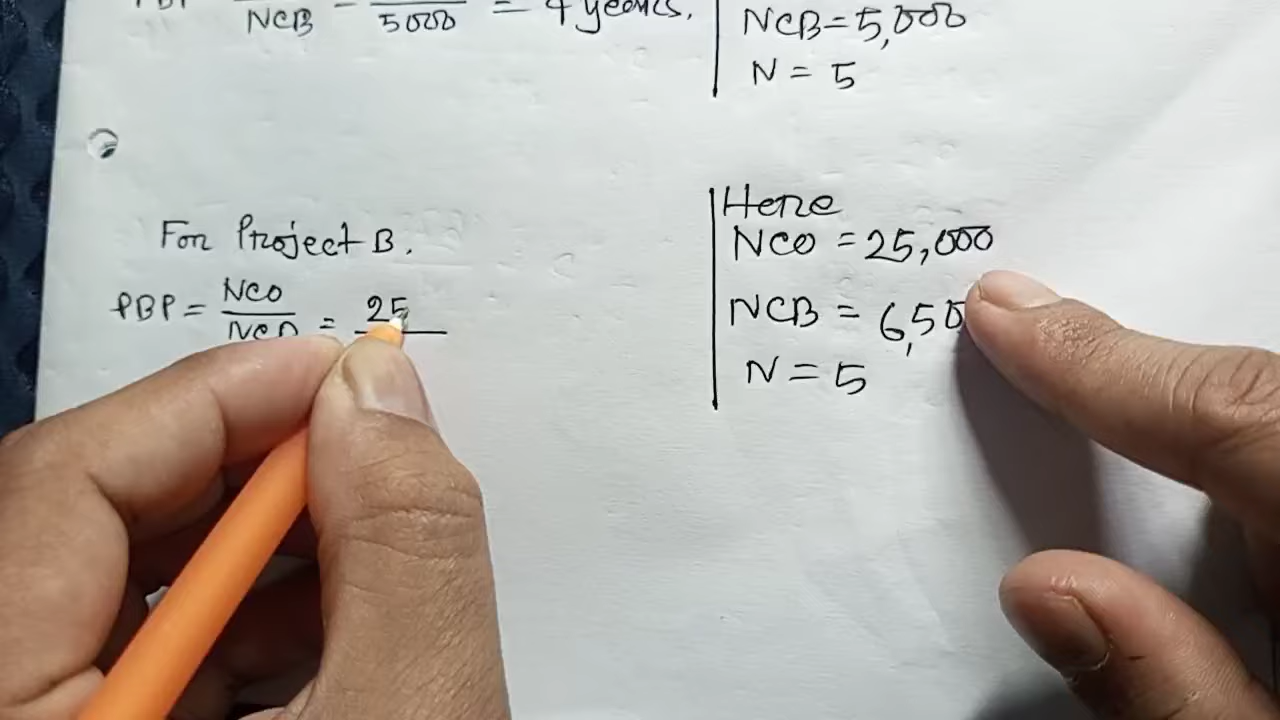 NCB 5000 = 4 years.
NCB = 5,000
N = 5
For Project B.
PBP = NCO = 25
NCB
Here
NCO = 25,000
NCB = 6,50
N = 5